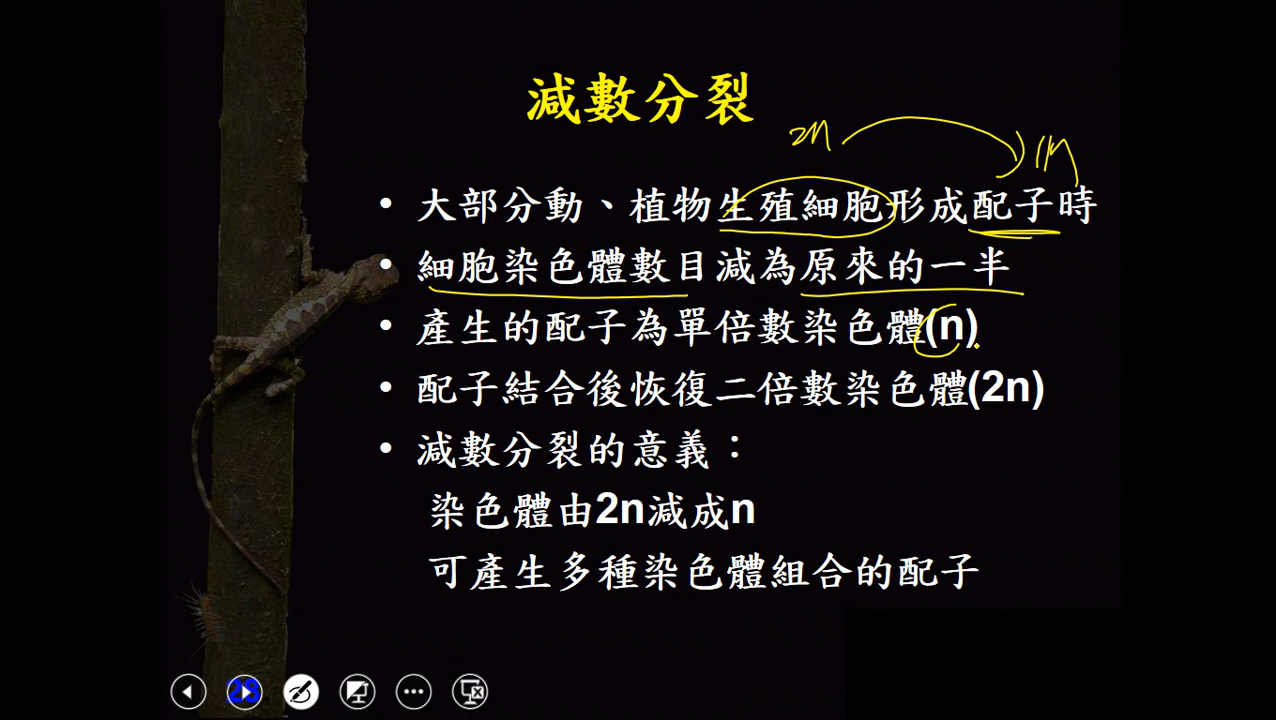 減數分裂
2n 1n
• 大部分動、植物生殖細胞形成配子時
• 細胞染色體數目減為原來的一半
• 產生的配子為單倍數染色體(n)
• 配子結合後恢復二倍數染色體(2n)
• 減數分裂的意義：
染色體由2n減成n
可產生多種染色體組合的配子
28